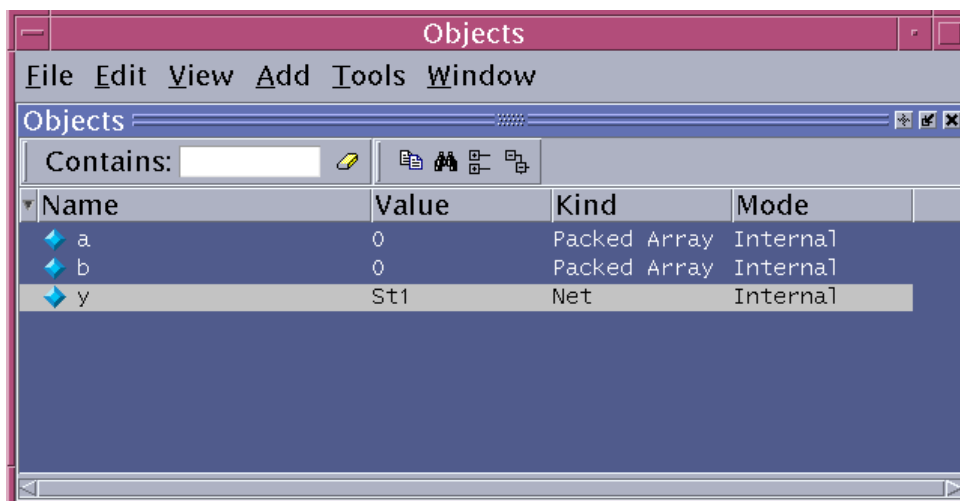 Objects
File Edit View Add Tools Window
Objects
Contains:
Name Value Kind Mode
a 0 Packed Array Internal
b 0 Packed Array Internal
y St1 Net Internal